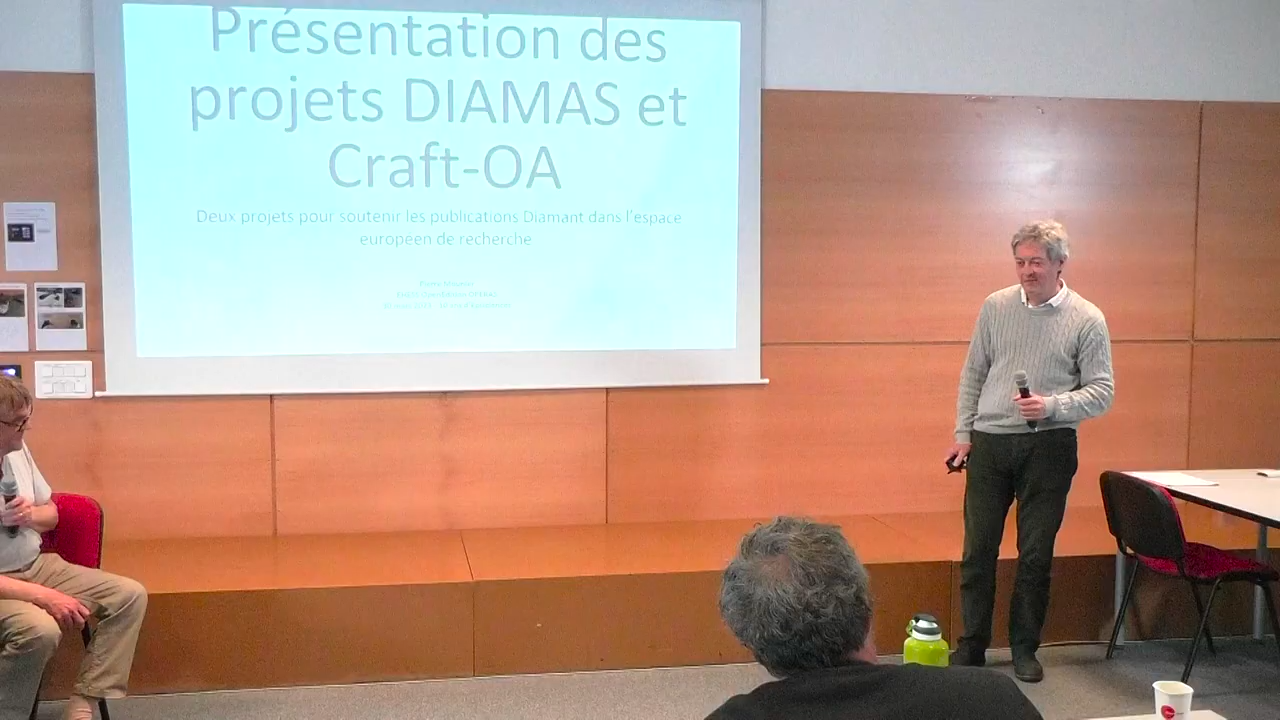 Présentation des
projets DIAMAS et
Craft-OA
Deux projets pour soutenir les publications Diamant dans l'espace
européen de recherche